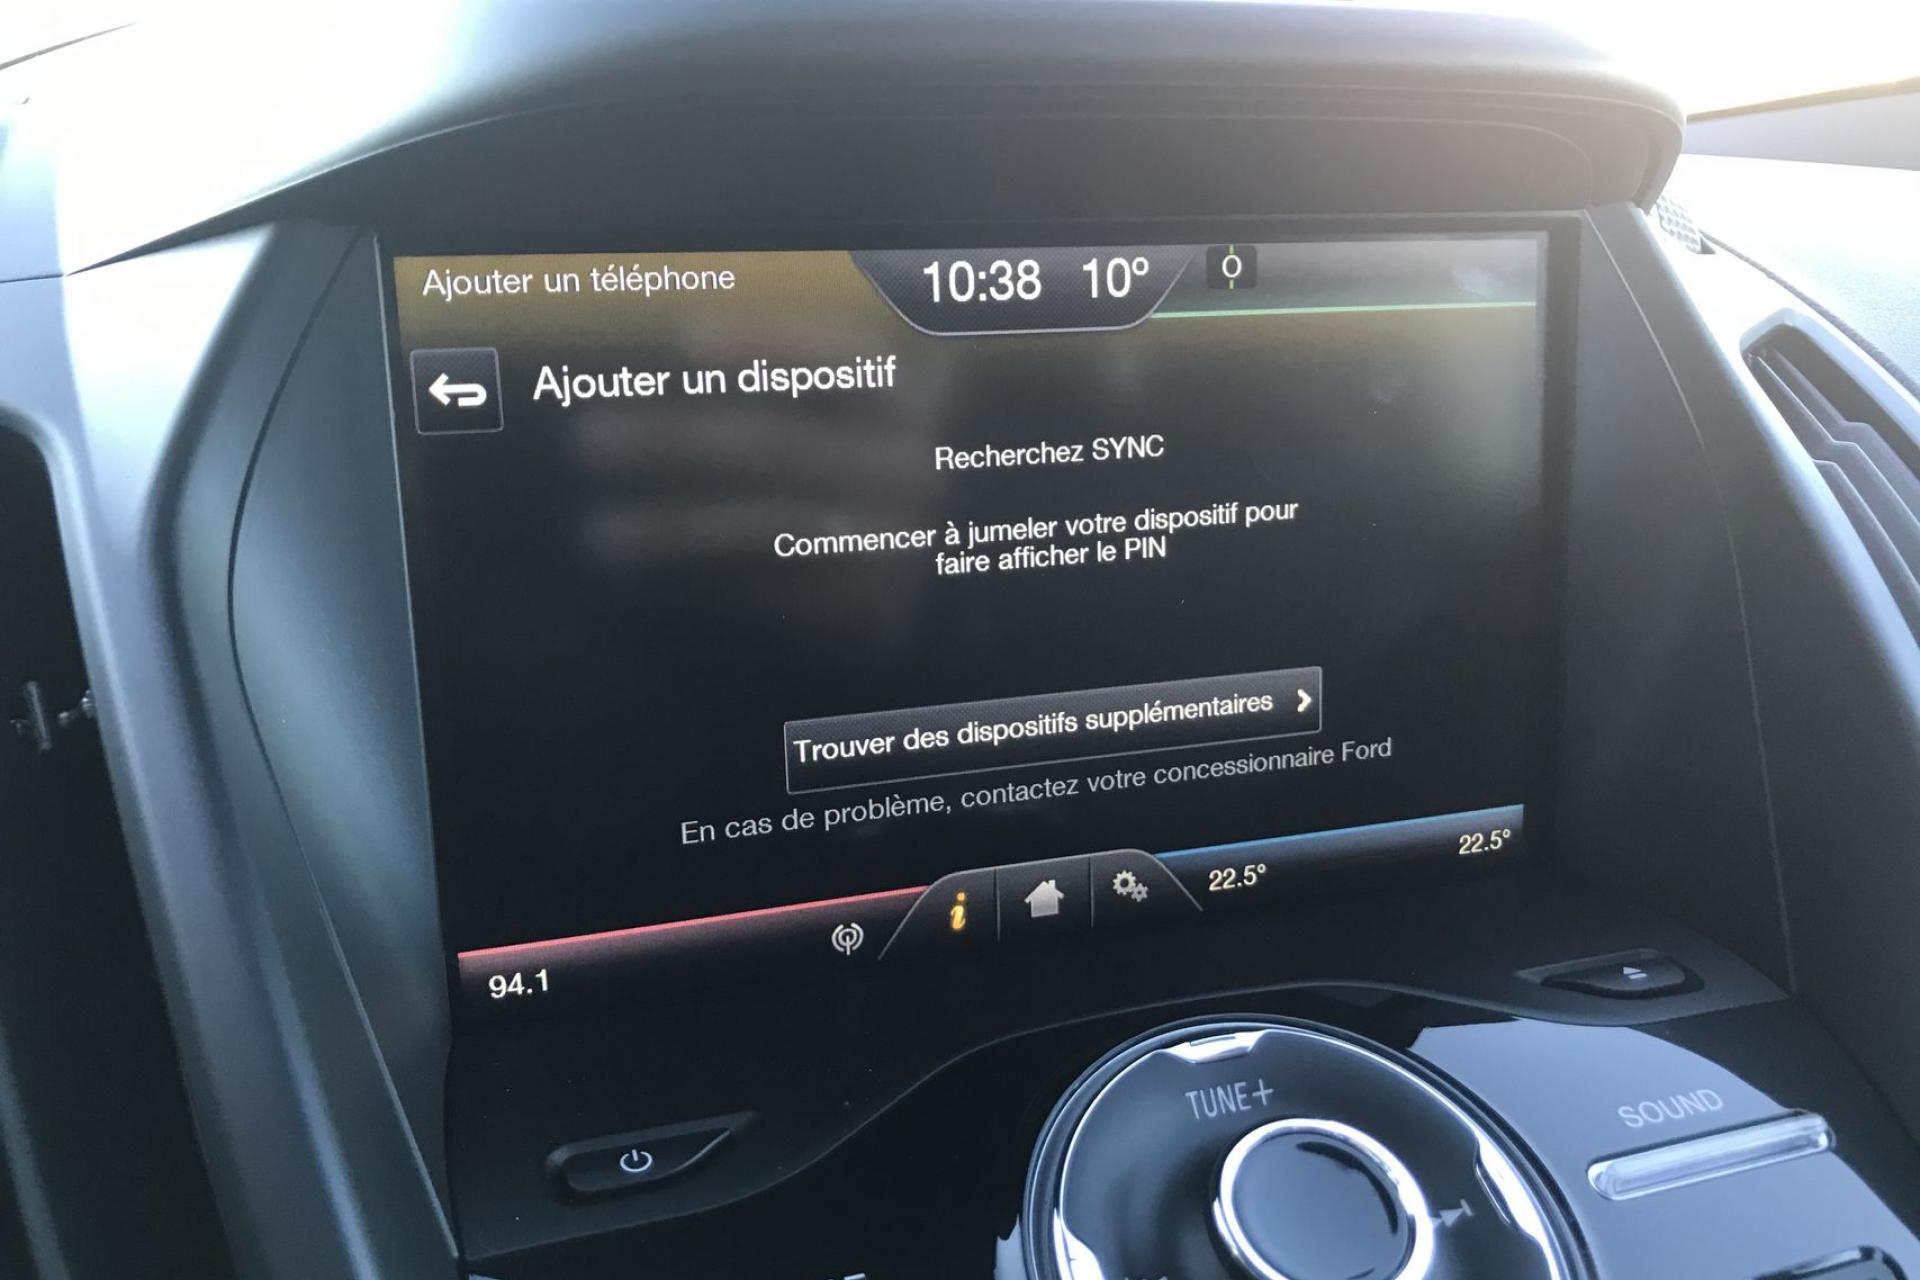 Ajouter un téléphone
10:38 10° O
Ajouter un dispositif
Recherchez SYNC
Commencer à jumeler votre dispositif pour
faire afficher le PIN
Trouver des dispositifs supplémentaires
En cas de problème, contactez votre concessionnaire Ford
94.1
i
22.5°
22.5°
TUNE+
SOUND